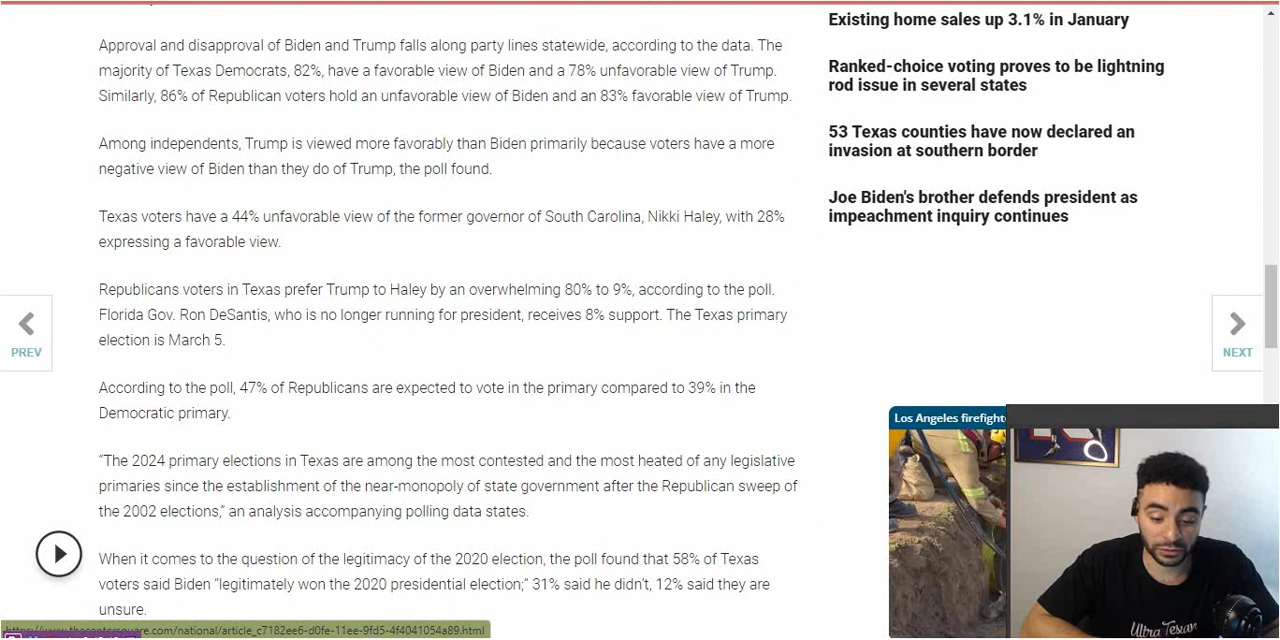 Approval and disapproval of Biden and Trump falls along party lines statewide, according to the data. The
majority of Texas Democrats, 82%, have a favorable view of Biden and a 78% unfavorable view of Trump.
Similarly, 86% of Republican voters hold an unfavorable view of Biden and an 83% favorable view of Trump.
Among independents, Trump is viewed more favorably than Biden primarily because voters have a more
negative view of Biden than they do of Trump, the poll found.
Texas voters have a 44% unfavorable view of the former governor of South Carolina, Nikki Haley, with 28%
expressing a favorable view.
Republicans voters in Texas prefer Trump to Haley by an overwhelming 80% to 9%, according to the poll.
Florida Gov. Ron DeSantis, who is no longer running for president, receives 8% support. The Texas primary
election is March 5.
According to the poll, 47% of Republicans are expected to vote in the primary compared to 39% in the
Democratic primary.
“The 2024 primary elections in Texas are among the most contested and the most heated of any legislative
primaries since the establishment of the near-monopoly of state government after the Republican sweep of
the 2002 elections,” an analysis accompanying polling data states.
When it comes to the question of the legitimacy of the 2020 election, the poll found that 58% of Texas
voters said Biden “legitimately won the 2020 presidential election;” 31% said he didn’t, 12% said they are
unsure.
https://www.thecentersquare.com/national/article_c7182ee6-d0fe-11ee-9fd5-4f4041054a89.html
PREV
Existing home sales up 3.1% in January
Ranked-choice voting proves to be lightning
rod issue in several states
53 Texas counties have now declared an
invasion at southern border
Joe Biden's brother defends president as
impeachment inquiry continues
NEXT
Los Angeles firefight
Ultra Texan